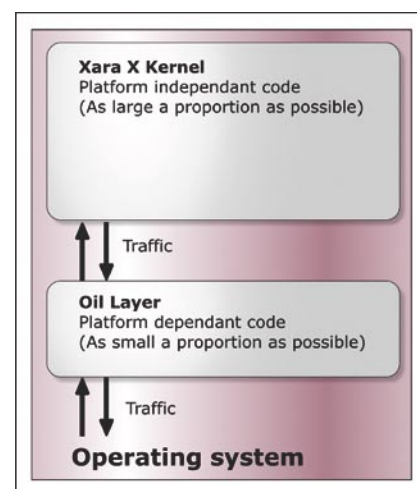 Xara X Kernel
Platform independant code
(As large a proportion as possible)
Traffic
Oil Layer
Platform dependant code
(As small a proportion as possible)
Traffic
Operating system